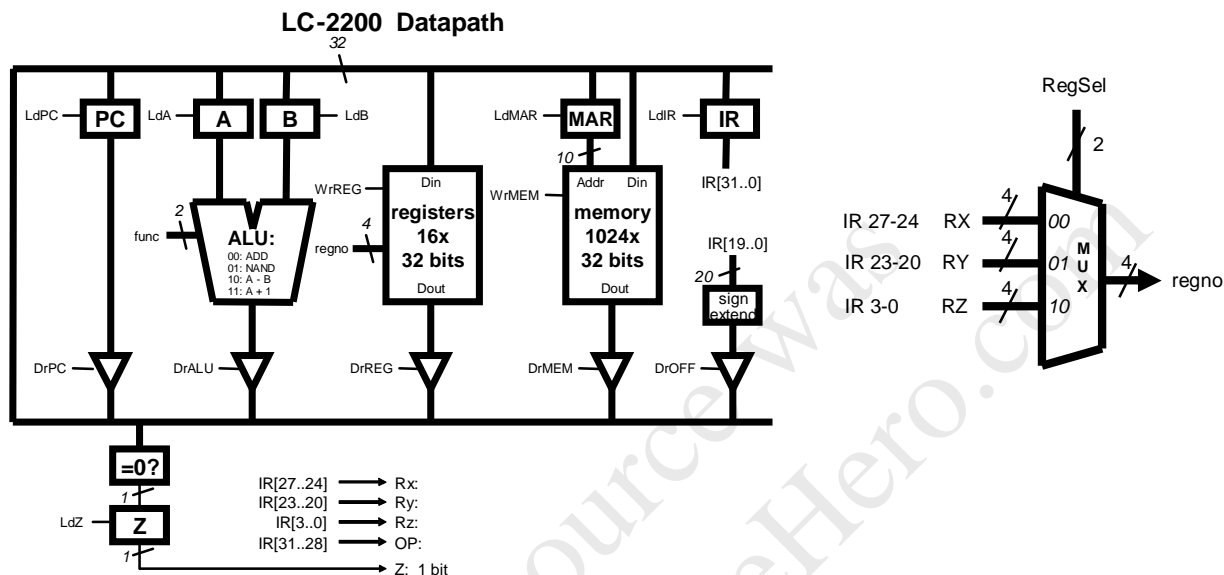 LC-2200 Datapath
32
RegSel
2
LdPC
PC
LdA
A
B
LdB
LdMAR
MAR
LdIR
IR
10
IR[31..0]
WrREG
Din
registers
16x
32 bits
Dout
regno
4
WrMEM
Addr Din
memory
1024x
32 bits
Dout
func
2
ALU:
00: ADD
01: NAND
10: A - B
11: A + 1
IR[19..0]
20
sign
extend
IR 27-24 RX
4
00
IR 23-20 RY
4
01
IR 3-0 RZ
4
10
MUX
4
regno
DrPC
DrALU
DrREG
DrMEM
DrOFF
=0?
1
LdZ
Z
1
IR[27..24] Rx:
IR[23..20] Ry:
IR[3..0] Rz:
IR[31..28] OP:
Z: 1 bit
ource was
eHero.com